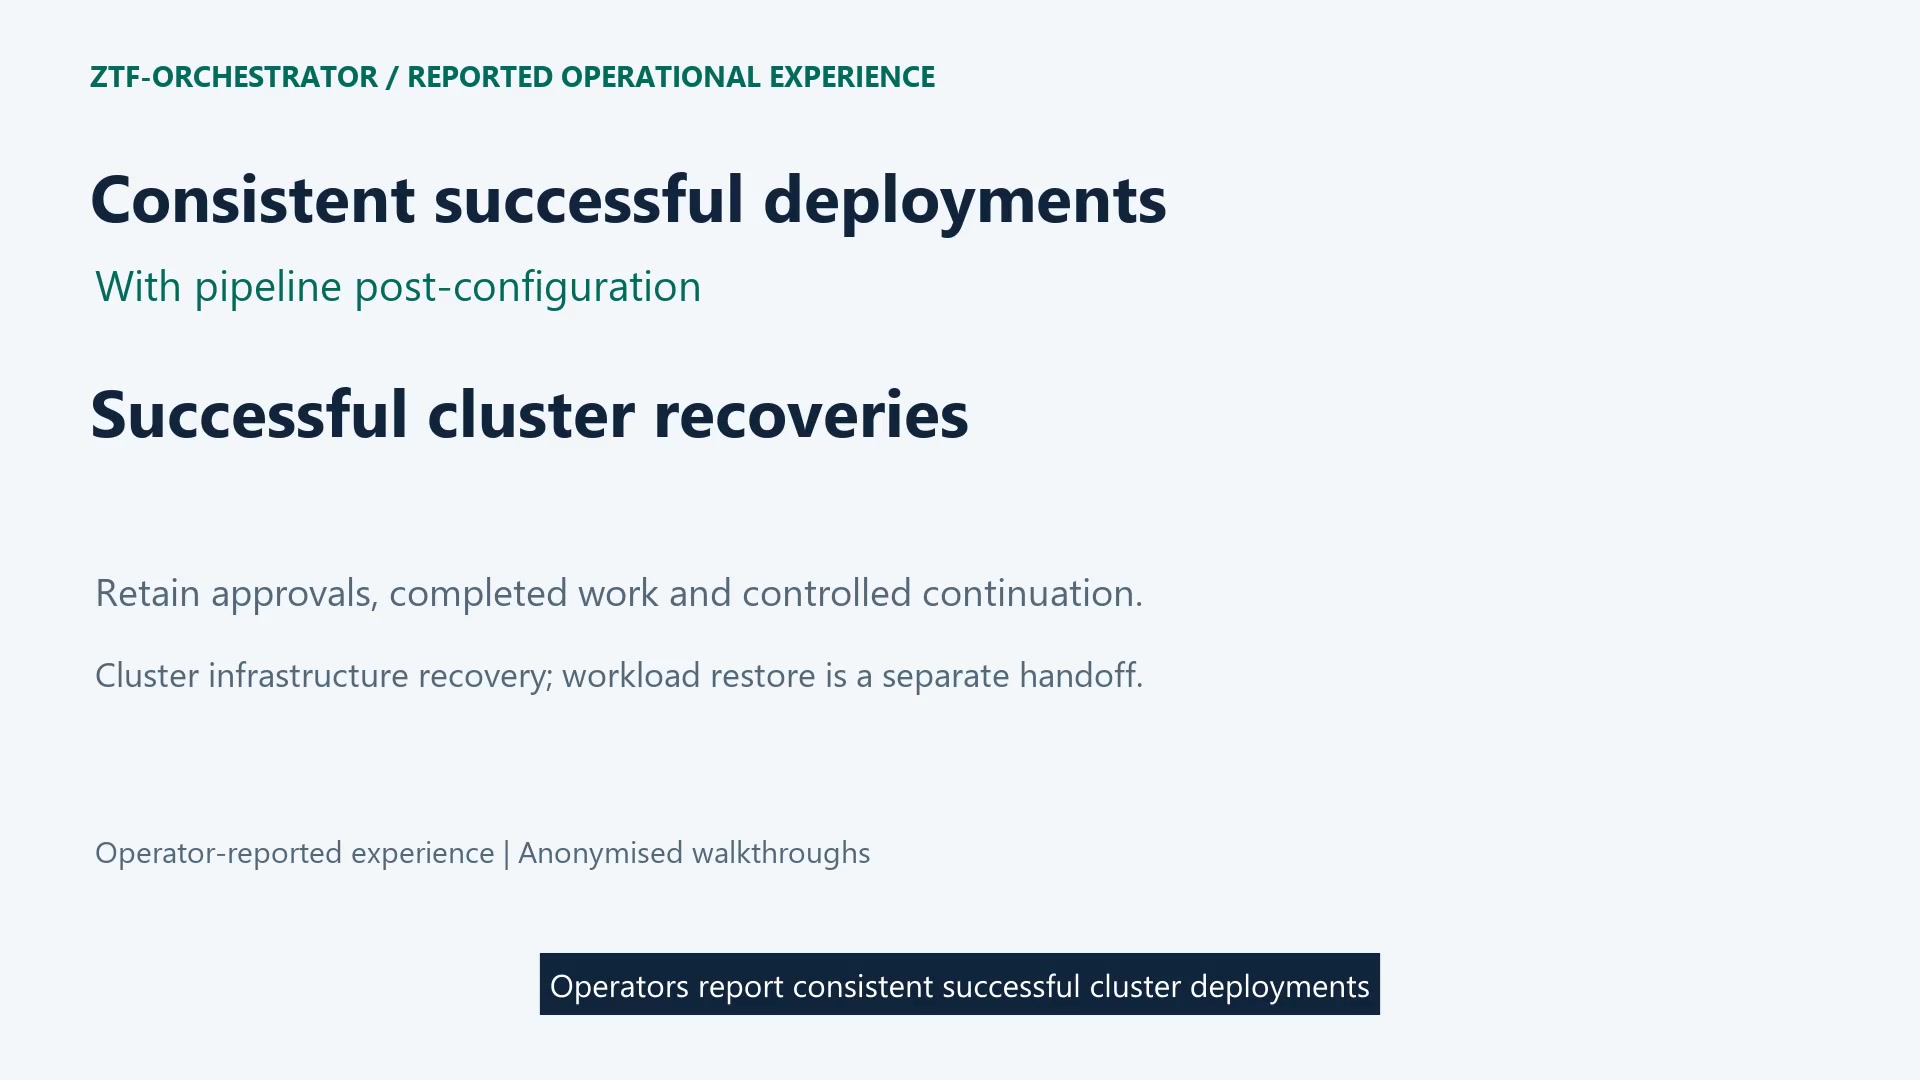 ZTF-ORCHESTRATOR / REPORTED OPERATIONAL EXPERIENCE
Consistent successful deployments
With pipeline post-configuration
Successful cluster recoveries
Retain approvals, completed work and controlled continuation.
Cluster infrastructure recovery; workload restore is a separate handoff.
Operator-reported experience | Anonymised walkthroughs
Operators report consistent successful cluster deployments